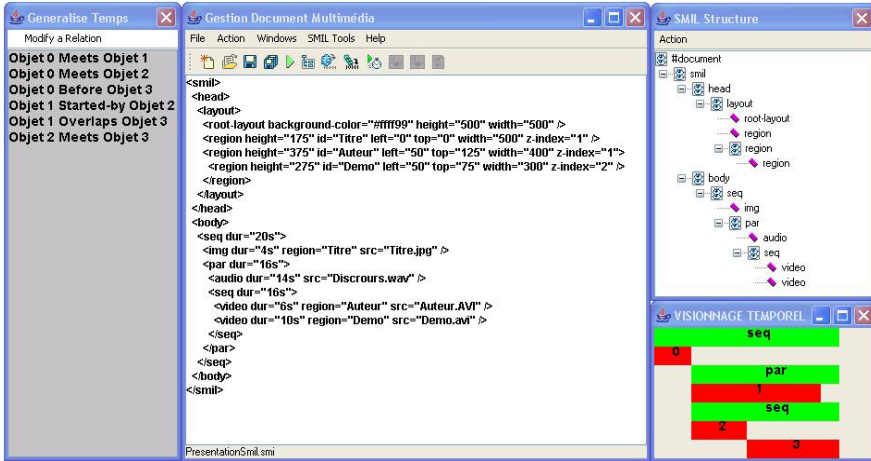 Generalise Temps
Modify a Relation
Objet 0 Meets Objet 1
Objet 0 Meets Objet 2
Objet 0 Before Objet 3
Objet 1 Started-by Objet 2
Objet 1 Overlaps Objet 3
Objet 2 Meets Objet 3
Gestion Document Multimédia
File Action Windows SMIL Tools Help
<smil>
<head>
<layout>
<root-layout background-color="#ffff99" height="500" width="500" />
<region height="175" id="Titre" left="0" top="0" width="500" z-index="1" />
<region height="375" id="Auteur" left="50" top="125" width="400" z-index="1">
<region height="275" id="Demo" left="50" top="75" width="300" z-index="2" />
</region>
</layout>
</head>
<body>
<seq dur="20s">
<img dur="4s" region="Titre" src="Titre.jpg" />
<par dur="16s">
<audio dur="14s" src="Discrours.wav" />
<seq dur="16s">
<video dur="6s" region="Auteur" src="Auteur.AVI" />
<video dur="10s" region="Demo" src="Demo.avi" />
</seq>
</par>
</seq>
</body>
</smil>
PresentationSmil.smi
SMIL Structure
Action
#document
smil
head
layout
root-layout
region
region
region
body
seq
img
par
audio
seq
video
video
VISIONNAGE TEMPOREL
seq
0
par
1
seq
2
3